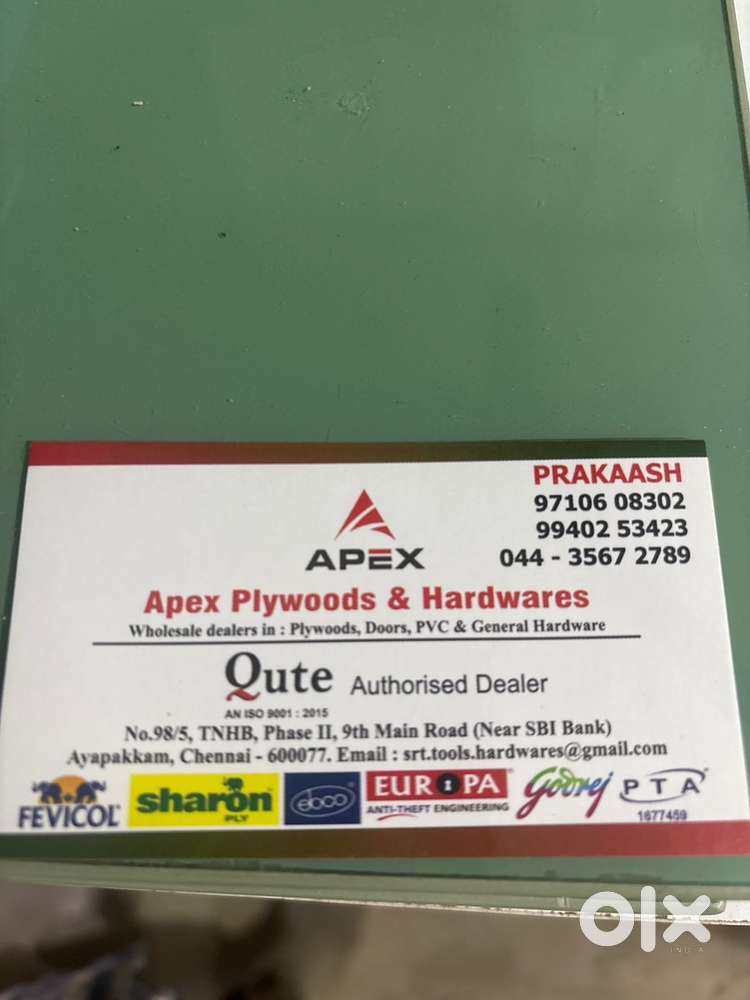 PRAKAASH
97106 08302
99402 53423
044 - 3567 2789
APEX
Apex Plywoods & Hardwares
Wholesale dealers in : Plywoods, Doors, PVC & General Hardware
Qute Authorised Dealer
AN ISO 9001 : 2015
No.98/5, TNHB, Phase II, 9th Main Road (Near SBI Bank)
Ayapakkam, Chennai - 600077. Email : srt.tools.hardwares@gmail.com
FEVICOL
sharon
PLY
ebco
EUROPA
ANTI-THEFT ENGINEERING
Godrej
PTA
1677459
olx
INDIA